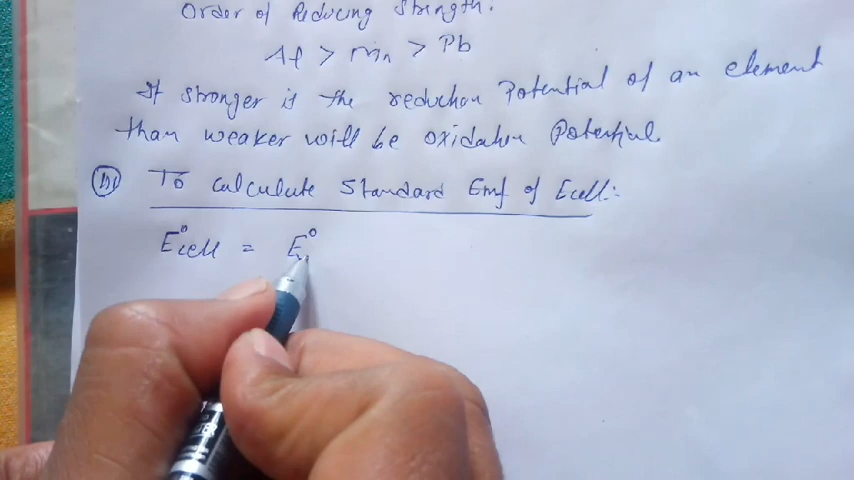 Order of Reducing Strength:
Al > Mn > Pb
If stronger is the reduction Potential of an element
than weaker will be oxidation Potential.
To Calculate Standard Emf of Ecell:-
E°cell = E°